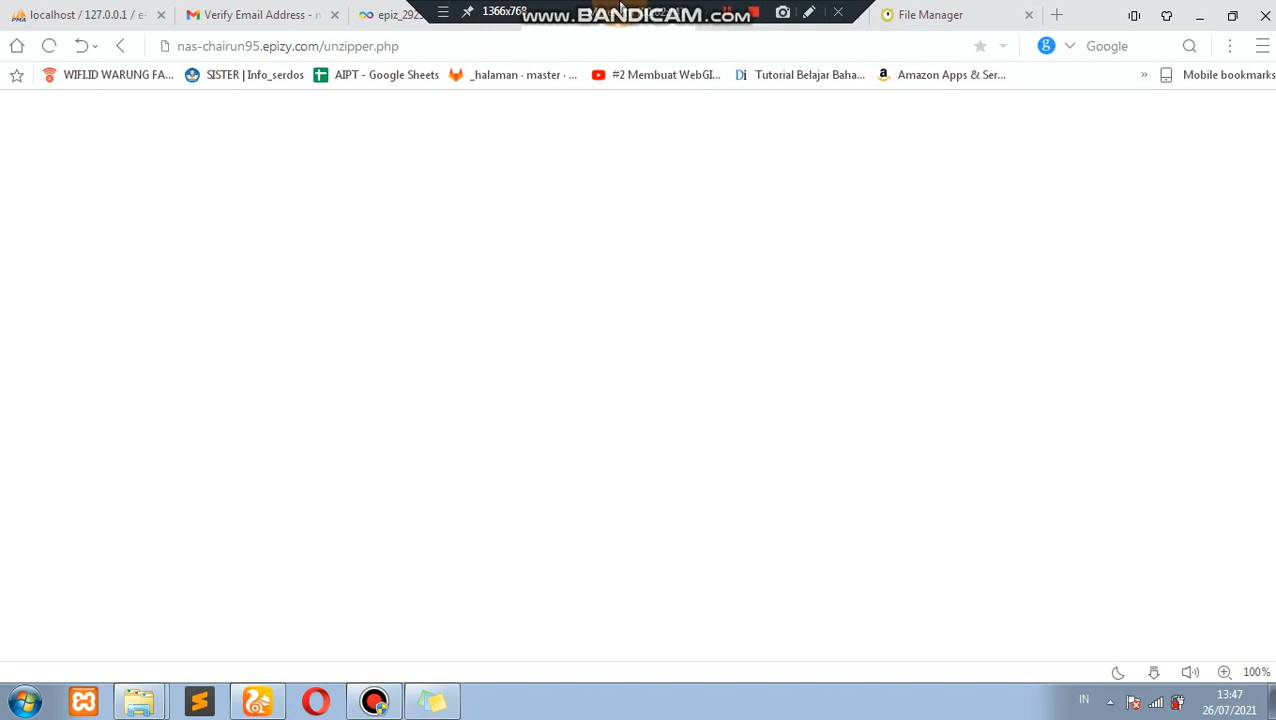 localhost / 127.0.0.1
Verify Email Address -
epiz_292
1366x768
www.BANDICAM.com
File Manager
nas-chairun95.epizy.com/unzipper.php
Google
WIFI.ID WARUNG FA...
SISTER | Info_serdos
AIPT - Google Sheets
_halaman · master · ...
#2 Membuat WebGI...
Tutorial Belajar Baha...
Amazon Apps & Ser...
»
Mobile bookmarks
100%
IN
13:47
26/07/2021